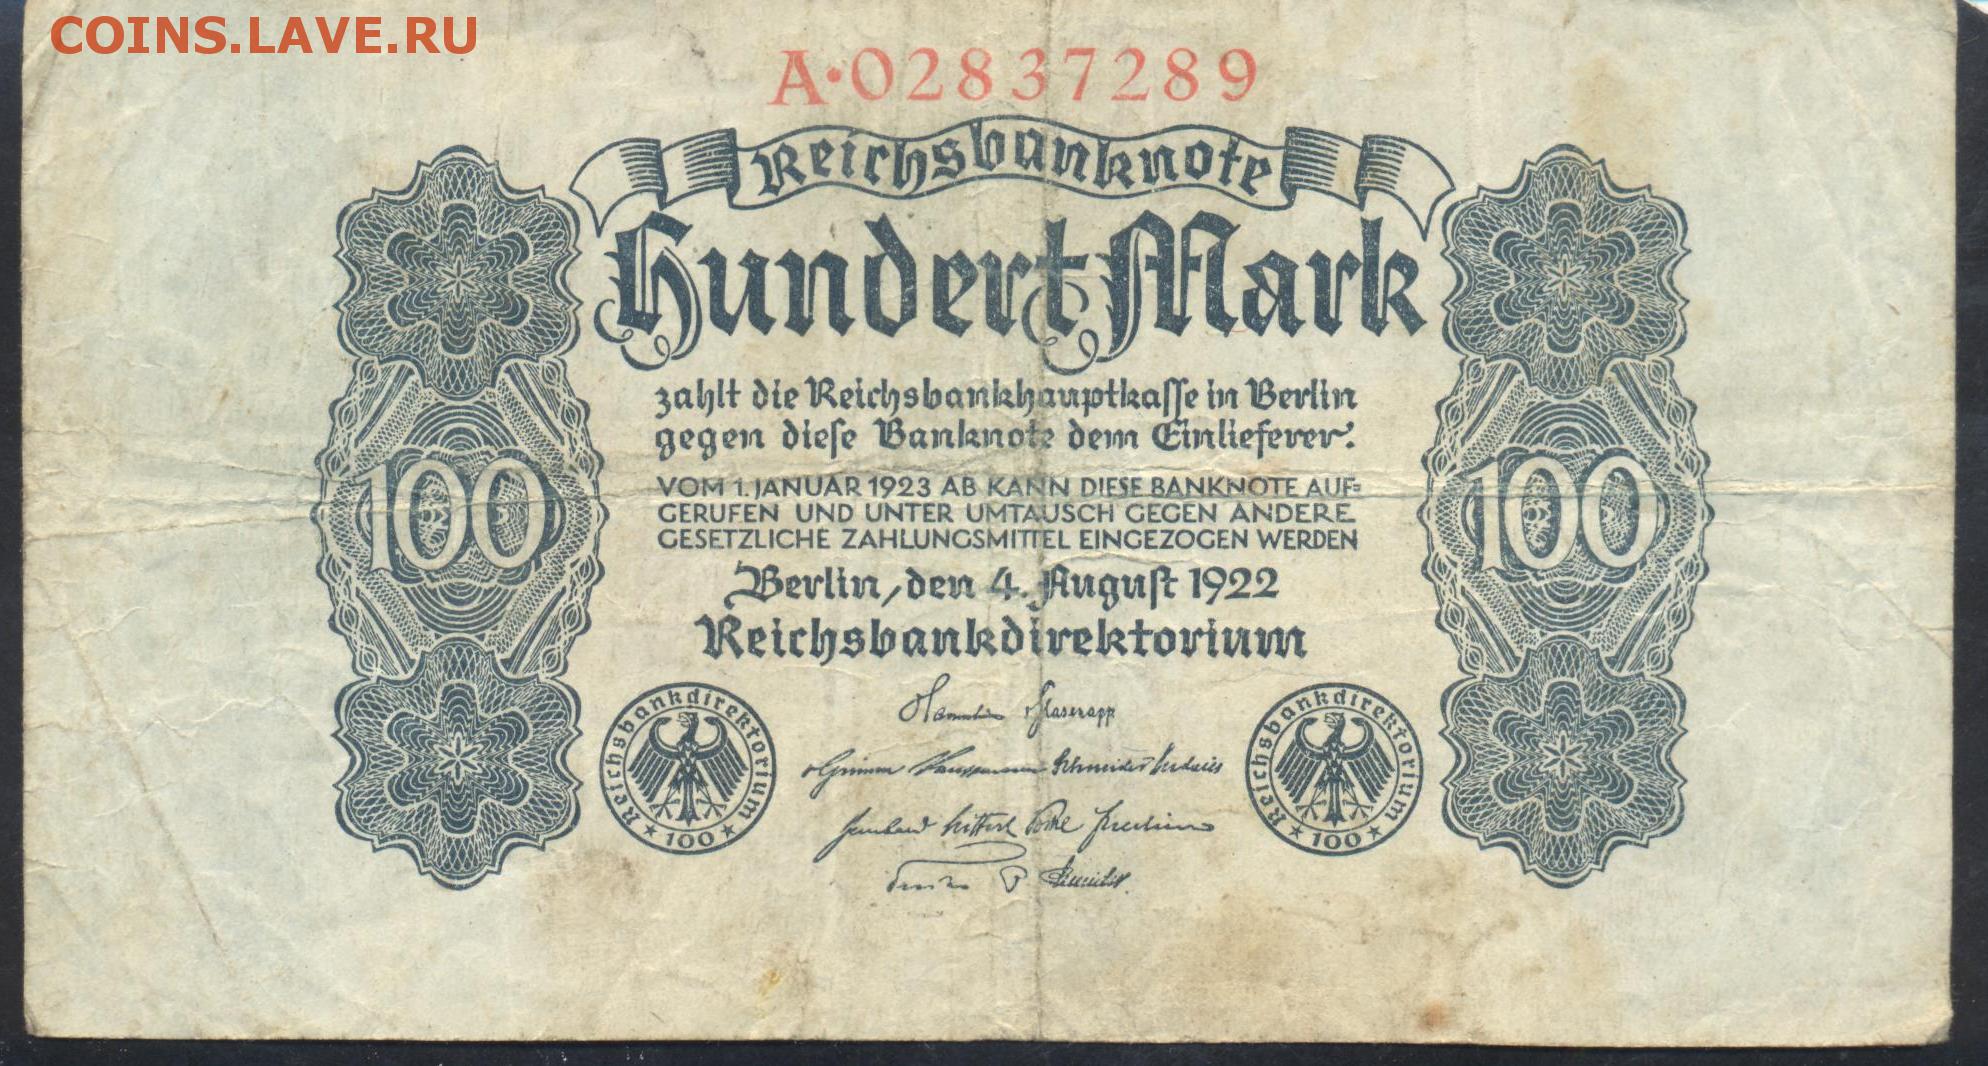 COINS.LAVE.RU
A·02837289
Reichsbanknote
Hundert Mark
zahlt die Reichsbankhauptkasse in Berlin
gegen diese Banknote dem Einlieferer.
VOM 1. JANUAR 1923 AB KANN DIESE BANKNOTE AUF=
GERUFEN UND UNTER UMTAUSCH GEGEN ANDERE
GESETZLICHE ZAHLUNGSMITTEL EINGEZOGEN WERDEN
100
100
Berlin, den 4. August 1922
Reichsbankdirektorium
v Glasenapp
Schneider
Reichsbankdirektorium
★ 100 ★
Reichsbankdirektorium
★ 100 ★